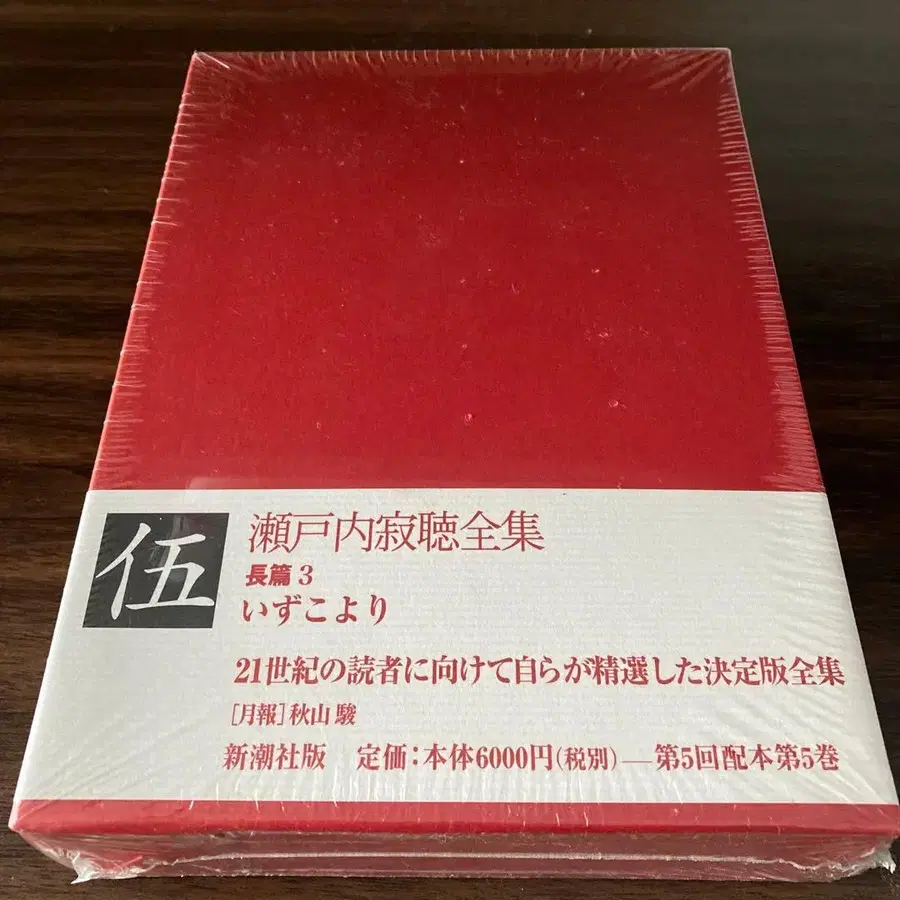 伍
瀬戸内寂聴全集
長篇 3
いずこより
21世紀の読者に向けて自らが精選した決定版全集
[月報]秋山 駿
新潮社版 定価:本体6000円(税別)—第5回配本第5巻